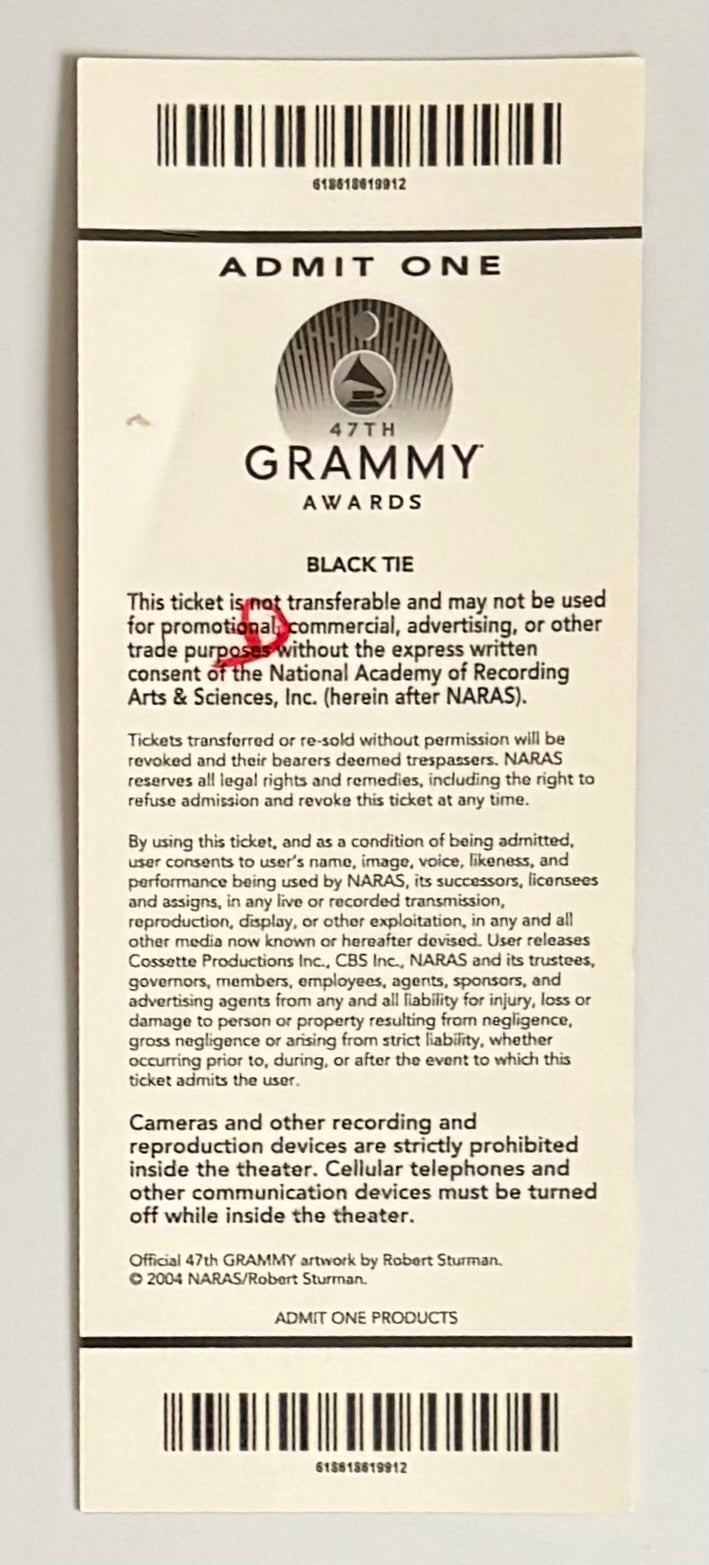 618618619912
ADMIT ONE
47TH
GRAMMY™
AWARDS
BLACK TIE
This ticket is not transferable and may not be used
for promotional, commercial, advertising, or other
trade purposes without the express written
consent of the National Academy of Recording
Arts & Sciences, Inc. (herein after NARAS).
Tickets transferred or re-sold without permission will be
revoked and their bearers deemed trespassers. NARAS
reserves all legal rights and remedies, including the right to
refuse admission and revoke this ticket at any time.
By using this ticket, and as a condition of being admitted,
user consents to user's name, image, voice, likeness, and
performance being used by NARAS, its successors, licensees
and assigns, in any live or recorded transmission,
reproduction, display, or other exploitation, in any and all
other media now known or hereafter devised. User releases
Cossette Productions Inc., CBS Inc., NARAS and its trustees,
governors, members, employees, agents, sponsors, and
advertising agents from any and all liability for injury, loss or
damage to person or property resulting from negligence,
gross negligence or arising from strict liability, whether
occurring prior to, during, or after the event to which this
ticket admits the user.
Cameras and other recording and
reproduction devices are strictly prohibited
inside the theater. Cellular telephones and
other communication devices must be turned
off while inside the theater.
Official 47th GRAMMY artwork by Robert Sturman.
© 2004 NARAS/Robert Sturman.
ADMIT ONE PRODUCTS
618618619912